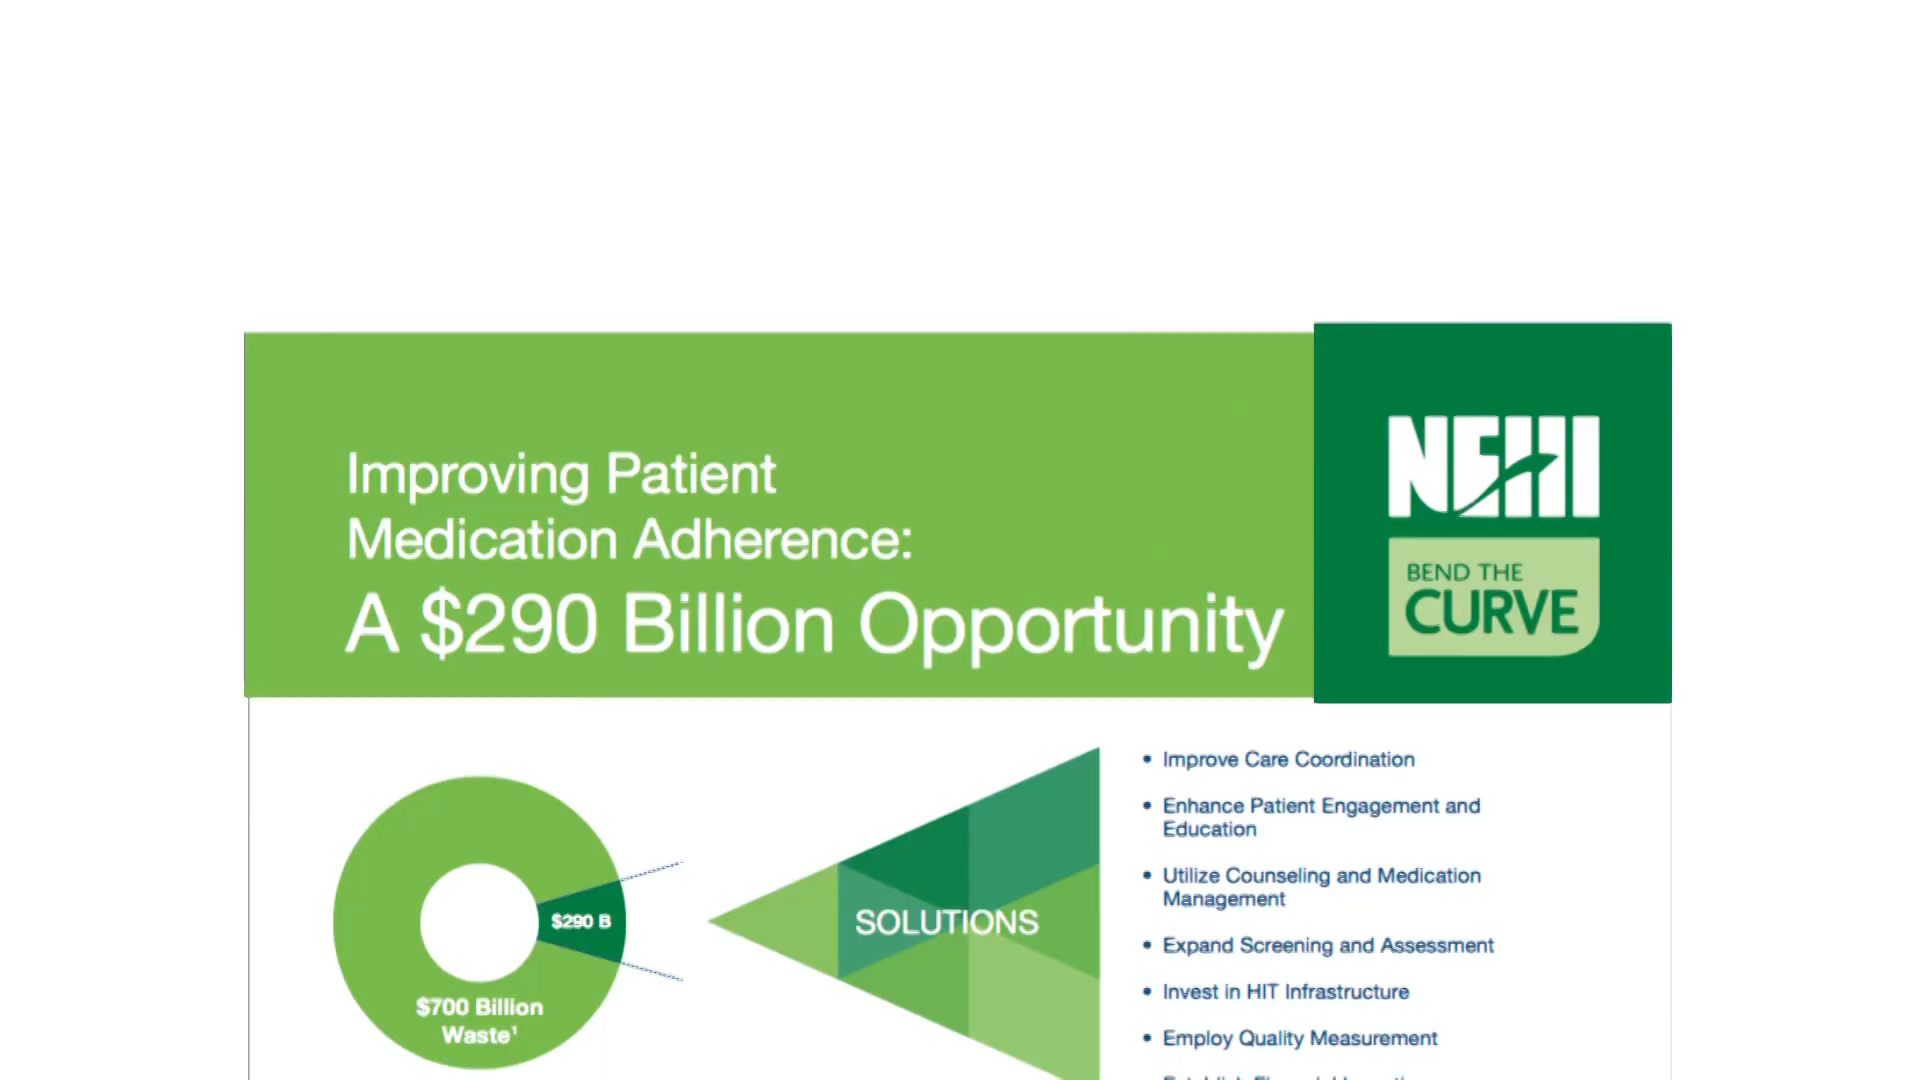 Improving Patient
Medication Adherence:
A $290 Billion Opportunity
NEHI
BEND THE
CURVE
$290 B
$700 Billion
Waste¹
SOLUTIONS
• Improve Care Coordination
• Enhance Patient Engagement and
Education
• Utilize Counseling and Medication
Management
• Expand Screening and Assessment
• Invest in HIT Infrastructure
• Employ Quality Measurement